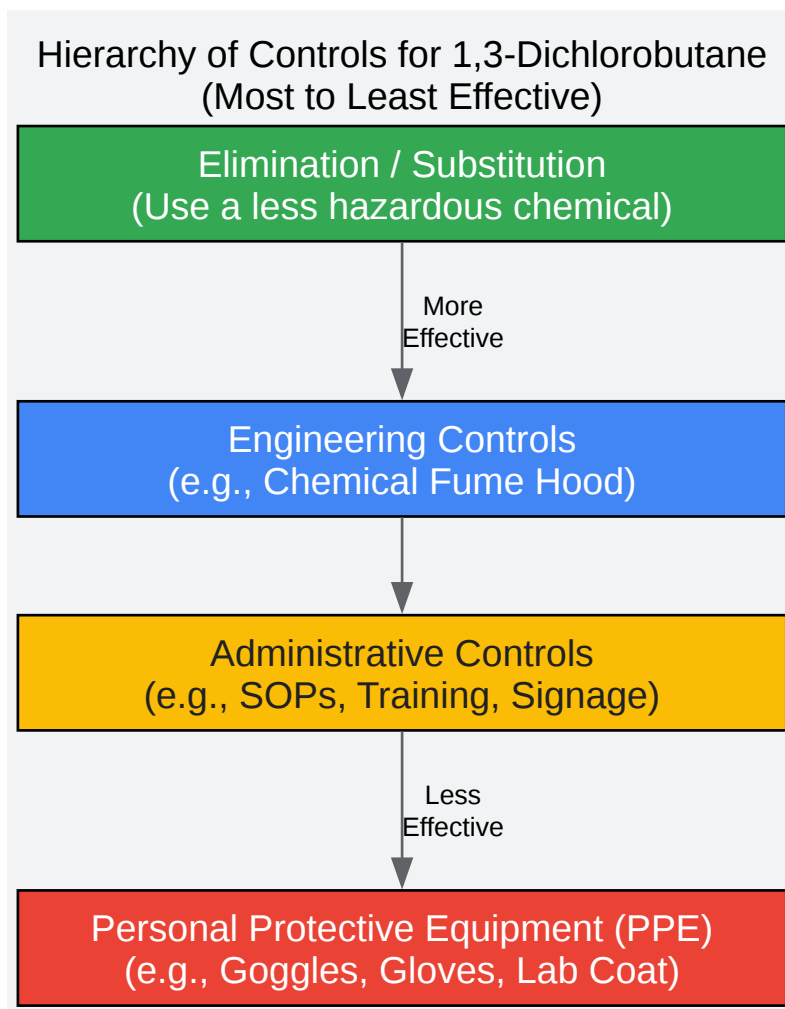 Hierarchy of Controls for 1,3-Dichlorobutane
(Most to Least Effective)
Elimination / Substitution
(Use a less hazardous chemical)
More
Effective
Engineering Controls
(e.g., Chemical Fume Hood)
Administrative Controls
(e.g., SOPs, Training, Signage)
Less
Effective
Personal Protective Equipment (PPE)
(e.g., Goggles, Gloves, Lab Coat)